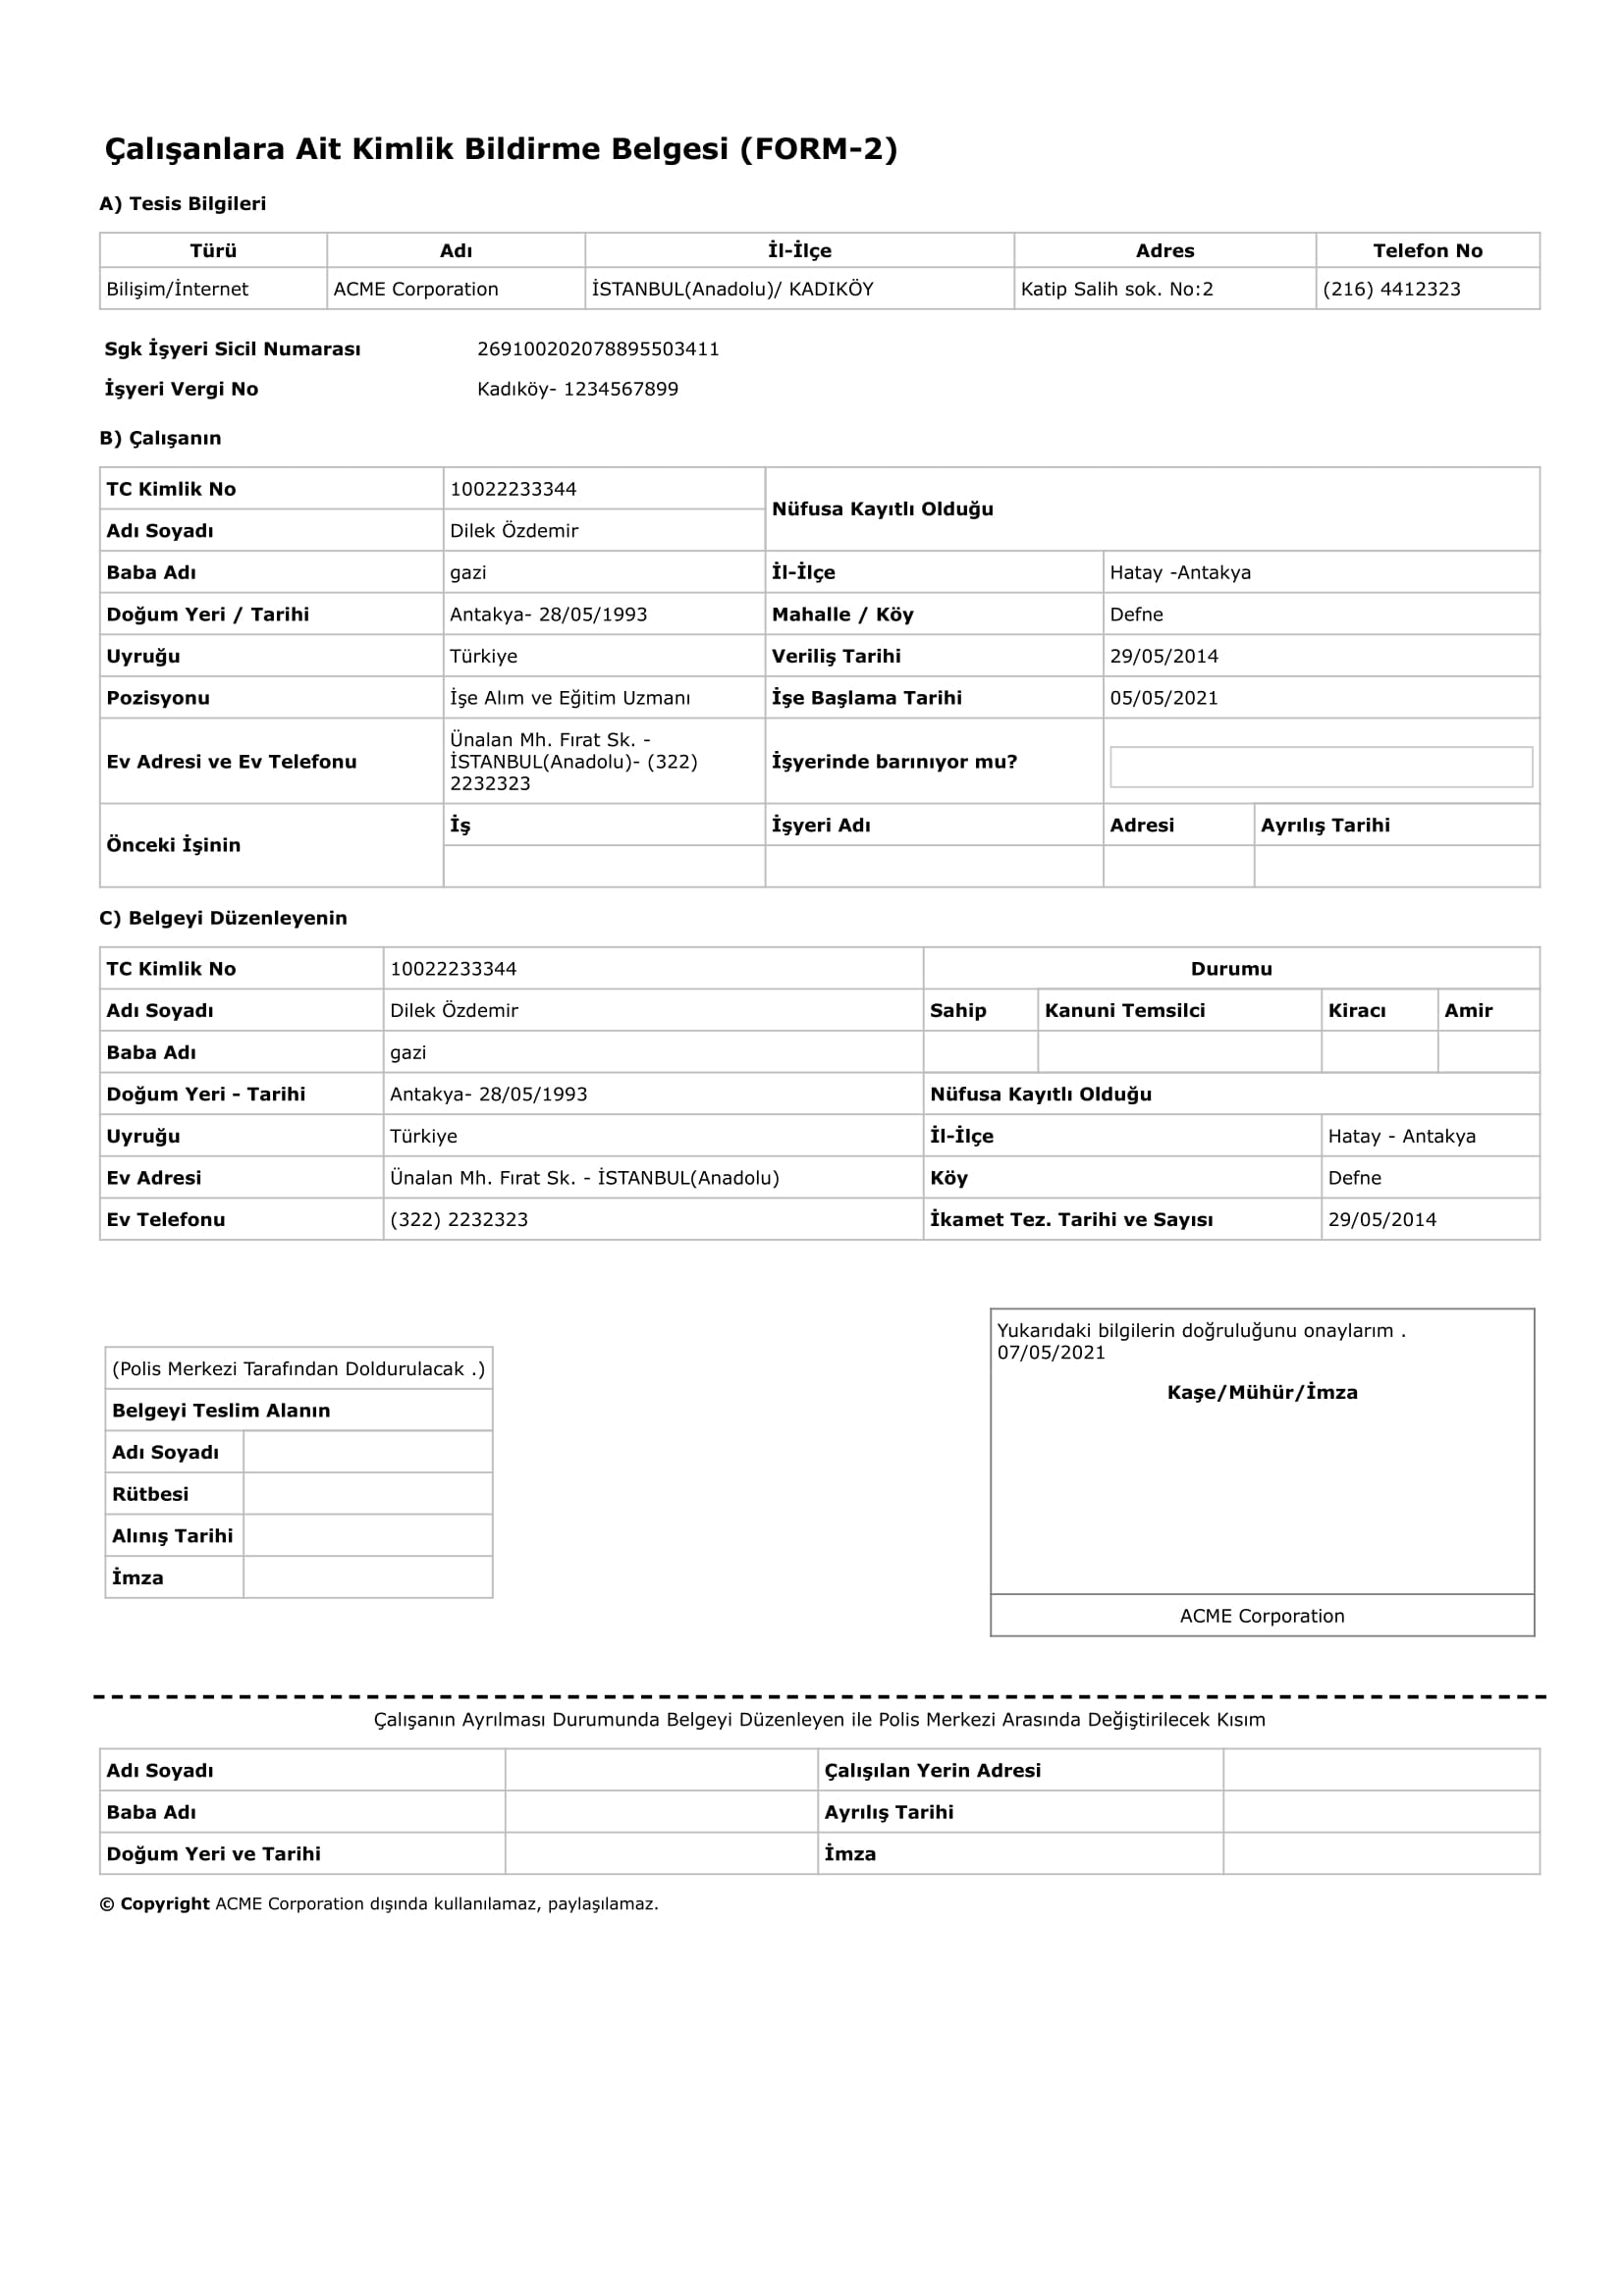 Çalışanlara Ait Kimlik Bildirme Belgesi (FORM-2)
A) Tesis Bilgileri
Türü Adı İl-İlçe Adres Telefon No
Bilişim/İnternet ACME Corporation İSTANBUL(Anadolu)/ KADIKÖY Katip Salih sok. No:2 (216) 4412323
Sgk İşyeri Sicil Numarası 269100202078895503411
İşyeri Vergi No Kadıköy- 1234567899
B) Çalışanın
TC Kimlik No 10022233344
Nüfusa Kayıtlı Olduğu
Adı Soyadı Dilek Özdemir
Baba Adı gazi İl-İlçe Hatay -Antakya
Doğum Yeri / Tarihi Antakya- 28/05/1993 Mahalle / Köy Defne
Uyruğu Türkiye Veriliş Tarihi 29/05/2014
Pozisyonu İşe Alım ve Eğitim Uzmanı İşe Başlama Tarihi 05/05/2021
Ev Adresi ve Ev Telefonu Ünalan Mh. Fırat Sk. -
İSTANBUL(Anadolu)- (322)
2232323
İşyerinde barınıyor mu?
Önceki İşinin
İş İşyeri Adı Adresi Ayrılış Tarihi
C) Belgeyi Düzenleyenin
TC Kimlik No 10022233344 Durumu
Adı Soyadı Dilek Özdemir Sahip Kanuni Temsilci Kiracı Amir
Baba Adı gazi
Doğum Yeri - Tarihi Antakya- 28/05/1993 Nüfusa Kayıtlı Olduğu
Uyruğu Türkiye İl-İlçe Hatay - Antakya
Ev Adresi Ünalan Mh. Fırat Sk. - İSTANBUL(Anadolu) Köy Defne
Ev Telefonu (322) 2232323 İkamet Tez. Tarihi ve Sayısı 29/05/2014
(Polis Merkezi Tarafından Doldurulacak .)
Belgeyi Teslim Alanın
Adı Soyadı
Rütbesi
Alınış Tarihi
İmza
Yukarıdaki bilgilerin doğruluğunu onaylarım .
07/05/2021
Kaşe/Mühür/İmza
ACME Corporation
Çalışanın Ayrılması Durumunda Belgeyi Düzenleyen ile Polis Merkezi Arasında Değiştirilecek Kısım
Adı Soyadı Çalışılan Yerin Adresi
Baba Adı Ayrılış Tarihi
Doğum Yeri ve Tarihi İmza
© Copyright ACME Corporation dışında kullanılamaz, paylaşılamaz.